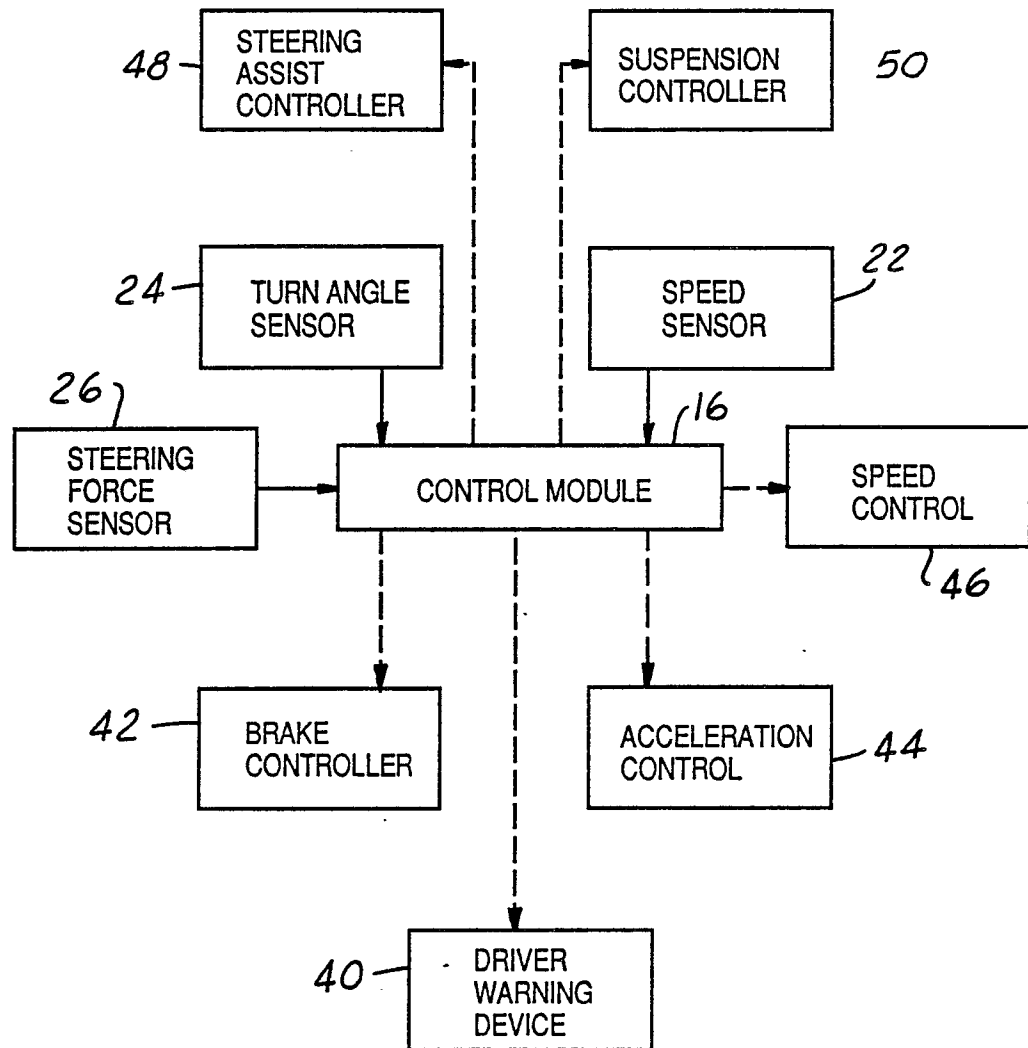 48
STEERING
ASSIST
CONTROLLER
SUSPENSION
CONTROLLER
50
24
TURN ANGLE
SENSOR
SPEED
SENSOR
22
26
STEERING
FORCE
SENSOR
16
CONTROL MODULE
SPEED
CONTROL
46
42
BRAKE
CONTROLLER
ACCELERATION
CONTROL
44
40
DRIVER
WARNING
DEVICE